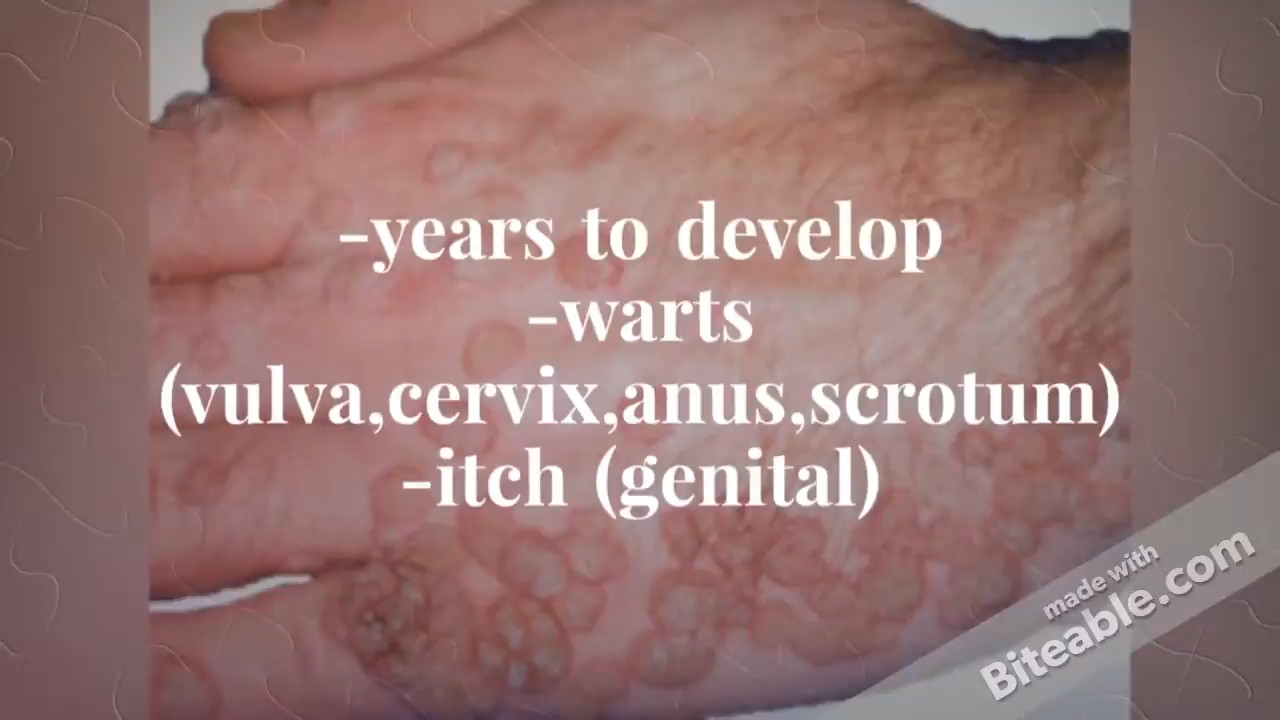 -years to develop
-warts
(vulva,cervix,anus,scrotum)
-itch (genital)
made with
Biteable.com